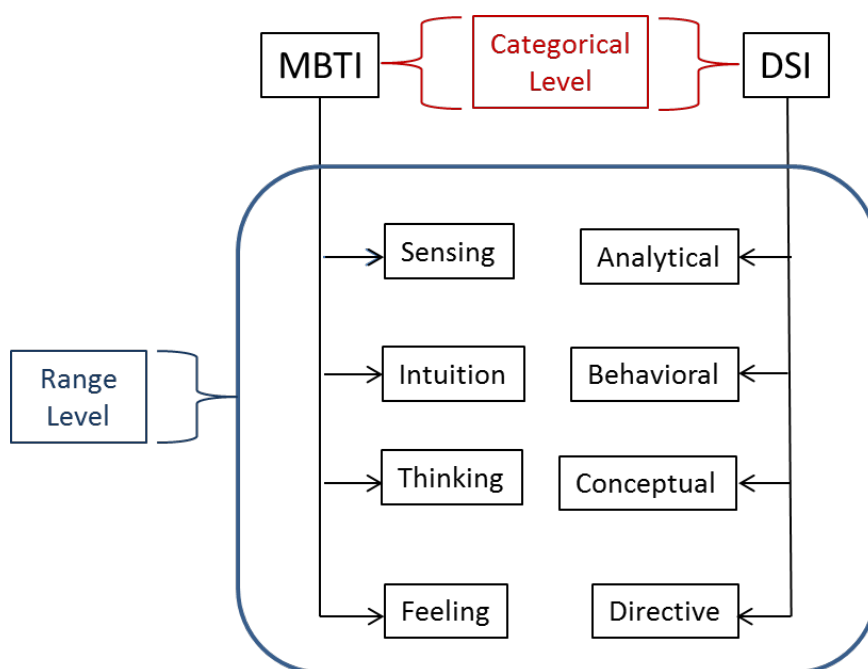 MBTI
Categorical
Level
DSI
Sensing
Analytical
Range
Level
Intuition
Behavioral
Thinking
Conceptual
Feeling
Directive